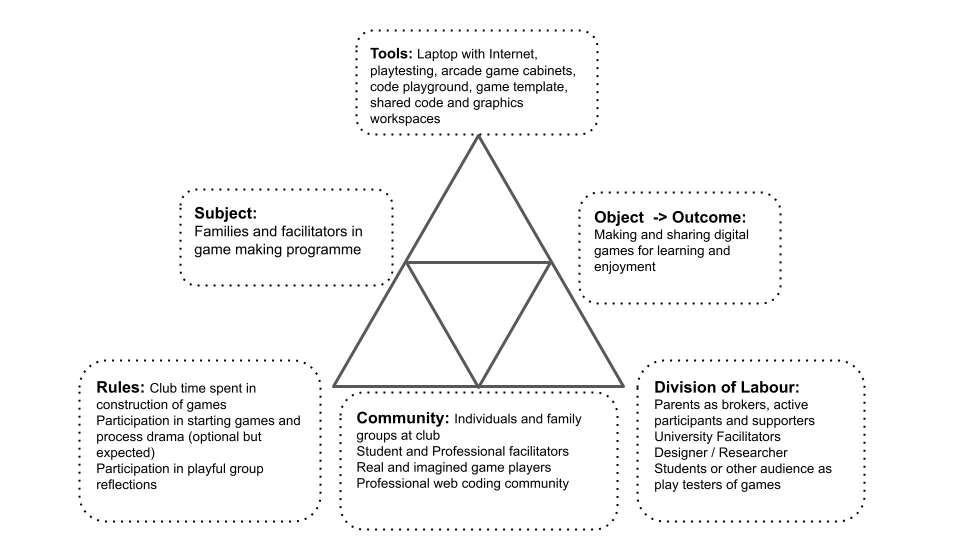 Tools: Laptop with Internet,
playtesting, arcade game cabinets,
code playground, game template,
shared code and graphics
workspaces
Subject:
Families and facilitators in
game making programme
Object -> Outcome:
Making and sharing digital
games for learning and
enjoyment
Rules: Club time spent in
construction of games
Participation in starting games and
process drama (optional but
expected)
Participation in playful group
reflections
Community: Individuals and family
groups at club
Student and Professional facilitators
Real and imagined game players
Professional web coding community
Division of Labour:
Parents as brokers, active
participants and supporters
University Facilitators
Designer / Researcher
Students or other audience as
play testers of games